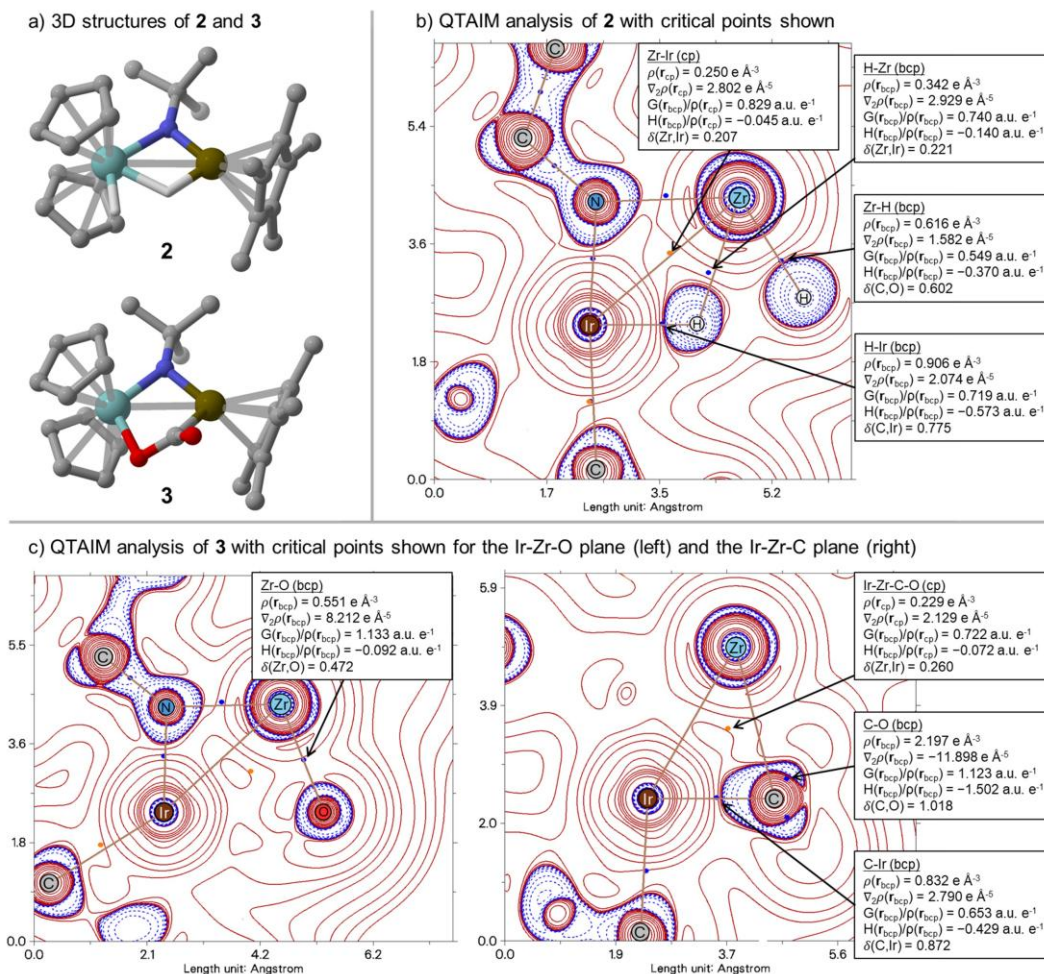 a) 3D structures of 2 and 3
2
3
b) QTAIM analysis of 2 with critical points shown
5.4
3.6
1.8
0.0
0.0
1.7
3.5
5.2
Length unit: Angstrom
C
C
N
Zr
Ir
H
H
C
Zr-Ir (cp)
ρ(rcp) = 0.250 e Å-3
∇2ρ(rcp) = 2.802 e Å-5
G(rbcp)/ρ(rcp) = 0.829 a.u. e-1
H(rbcp)/ρ(rcp) = −0.045 a.u. e-1
δ(Zr,Ir) = 0.207
H-Zr (bcp)
ρ(rbcp) = 0.342 e Å-3
∇2ρ(rbcp) = 2.929 e Å-5
G(rbcp)/ρ(rbcp) = 0.740 a.u. e-1
H(rbcp)/ρ(rbcp) = −0.140 a.u. e-1
δ(Zr,Ir) = 0.221
Zr-H (bcp)
ρ(rbcp) = 0.616 e Å-3
∇2ρ(rbcp) = 1.582 e Å-5
G(rbcp)/ρ(rbcp) = 0.549 a.u. e-1
H(rbcp)/ρ(rbcp) = −0.370 a.u. e-1
δ(C,O) = 0.602
H-Ir (bcp)
ρ(rbcp) = 0.906 e Å-3
∇2ρ(rbcp) = 2.074 e Å-5
G(rbcp)/ρ(rbcp) = 0.719 a.u. e-1
H(rbcp)/ρ(rbcp) = −0.573 a.u. e-1
δ(C,Ir) = 0.775
c) QTAIM analysis of 3 with critical points shown for the Ir-Zr-O plane (left) and the Ir-Zr-C plane (right)
5.5
3.6
1.8
0.0
0.0
2.1
4.2
6.2
Length unit: Angstrom
C
N
Zr
Ir
O
C
Zr-O (bcp)
ρ(rbcp) = 0.551 e Å-3
∇2ρ(rbcp) = 8.212 e Å-5
G(rbcp)/ρ(rbcp) = 1.133 a.u. e-1
H(rbcp)/ρ(rbcp) = −0.092 a.u. e-1
δ(Zr,O) = 0.472
5.9
3.9
2.0
0.0
0.0
1.9
3.7
5.6
Length unit: Angstrom
Zr
Ir
C
C
Ir-Zr-C-O (cp)
ρ(rcp) = 0.229 e Å-3
∇2ρ(rcp) = 2.129 e Å-5
G(rbcp)/ρ(rcp) = 0.722 a.u. e-1
H(rbcp)/ρ(rcp) = −0.072 a.u. e-1
δ(Zr,Ir) = 0.260
C-O (bcp)
ρ(rbcp) = 2.197 e Å-3
∇2ρ(rbcp) = −11.898 e Å-5
G(rbcp)/ρ(rbcp) = 1.123 a.u. e-1
H(rbcp)/ρ(rbcp) = −1.502 a.u. e-1
δ(C,O) = 1.018
C-Ir (bcp)
ρ(rbcp) = 0.832 e Å-3
∇2ρ(rbcp) = 2.790 e Å-5
G(rbcp)/ρ(rbcp) = 0.653 a.u. e-1
H(rbcp)/ρ(rbcp) = −0.429 a.u. e-1
δ(C,Ir) = 0.872